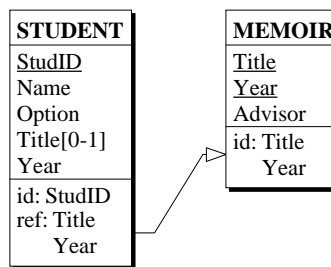 STUDENT
StudID
Name
Option
Title[0-1]
Year
id: StudID
ref: Title
Year
MEMOIR
Title
Year
Advisor
id: Title
Year